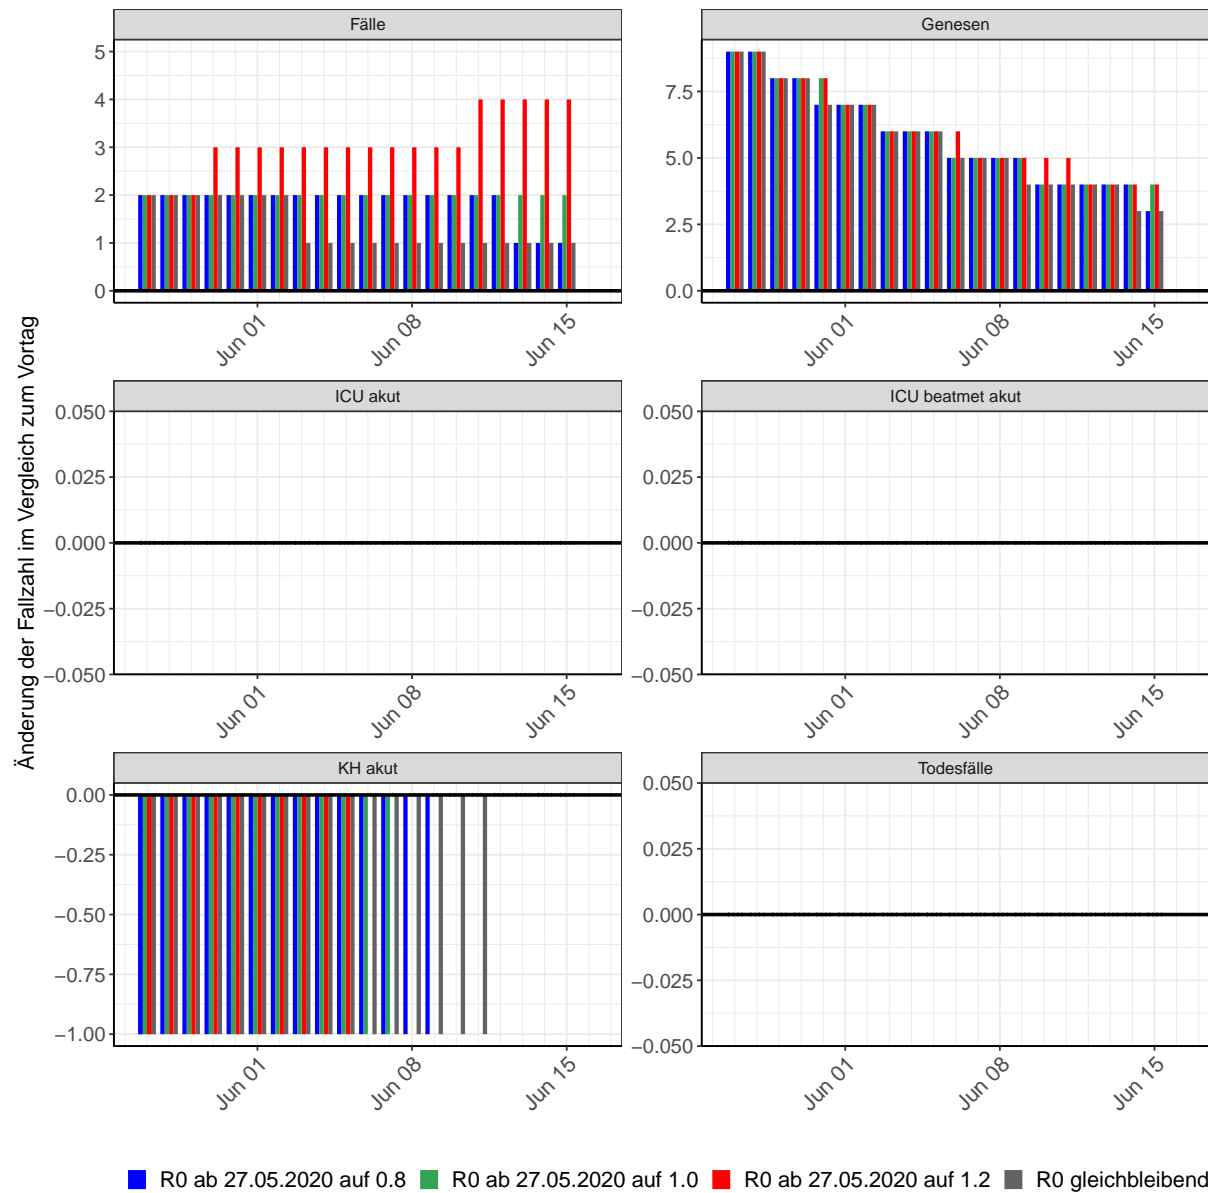 Fälle
Genesen
5
4
3
2
1
0
7.5
5.0
2.5
0.0
Jun 01
Jun 08
Jun 15
Jun 01
Jun 08
Jun 15
Änderung der Fallzahl im Vergleich zum Vortag
ICU akut
ICU beatmet akut
0.050
0.025
0.000
−0.025
−0.050
0.050
0.025
0.000
−0.025
−0.050
Jun 01
Jun 08
Jun 15
Jun 01
Jun 08
Jun 15
KH akut
Todesfälle
0.00
−0.25
−0.50
−0.75
−1.00
0.050
0.025
0.000
−0.025
−0.050
Jun 01
Jun 08
Jun 15
Jun 01
Jun 08
Jun 15
R0 ab 27.05.2020 auf 0.8
R0 ab 27.05.2020 auf 1.0
R0 ab 27.05.2020 auf 1.2
R0 gleichbleibend